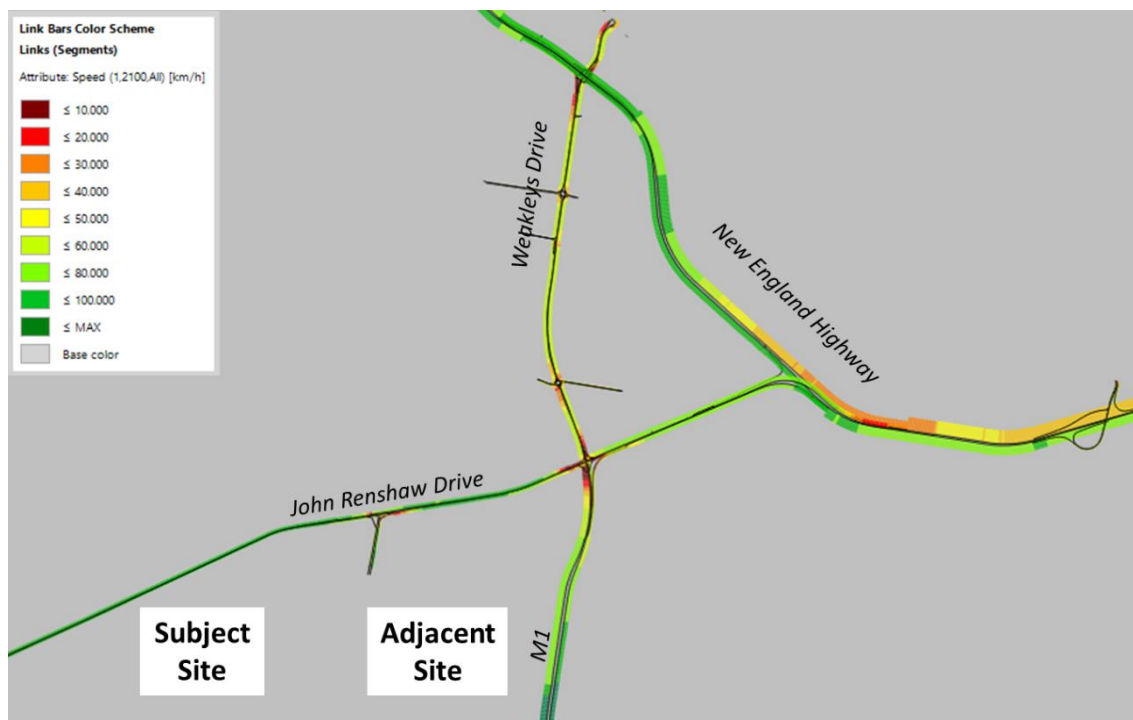 Link Bars Color Scheme
Links (Segments)
Attribute: Speed (1,2100,All) [km/h]
≤ 10.000
≤ 20.000
≤ 30.000
≤ 40.000
≤ 50.000
≤ 60.000
≤ 80.000
≤ 100.000
≤ MAX
Base color
Weakleys Drive
New England Highway
John Renshaw Drive
Subject
Site
Adjacent
Site
M1